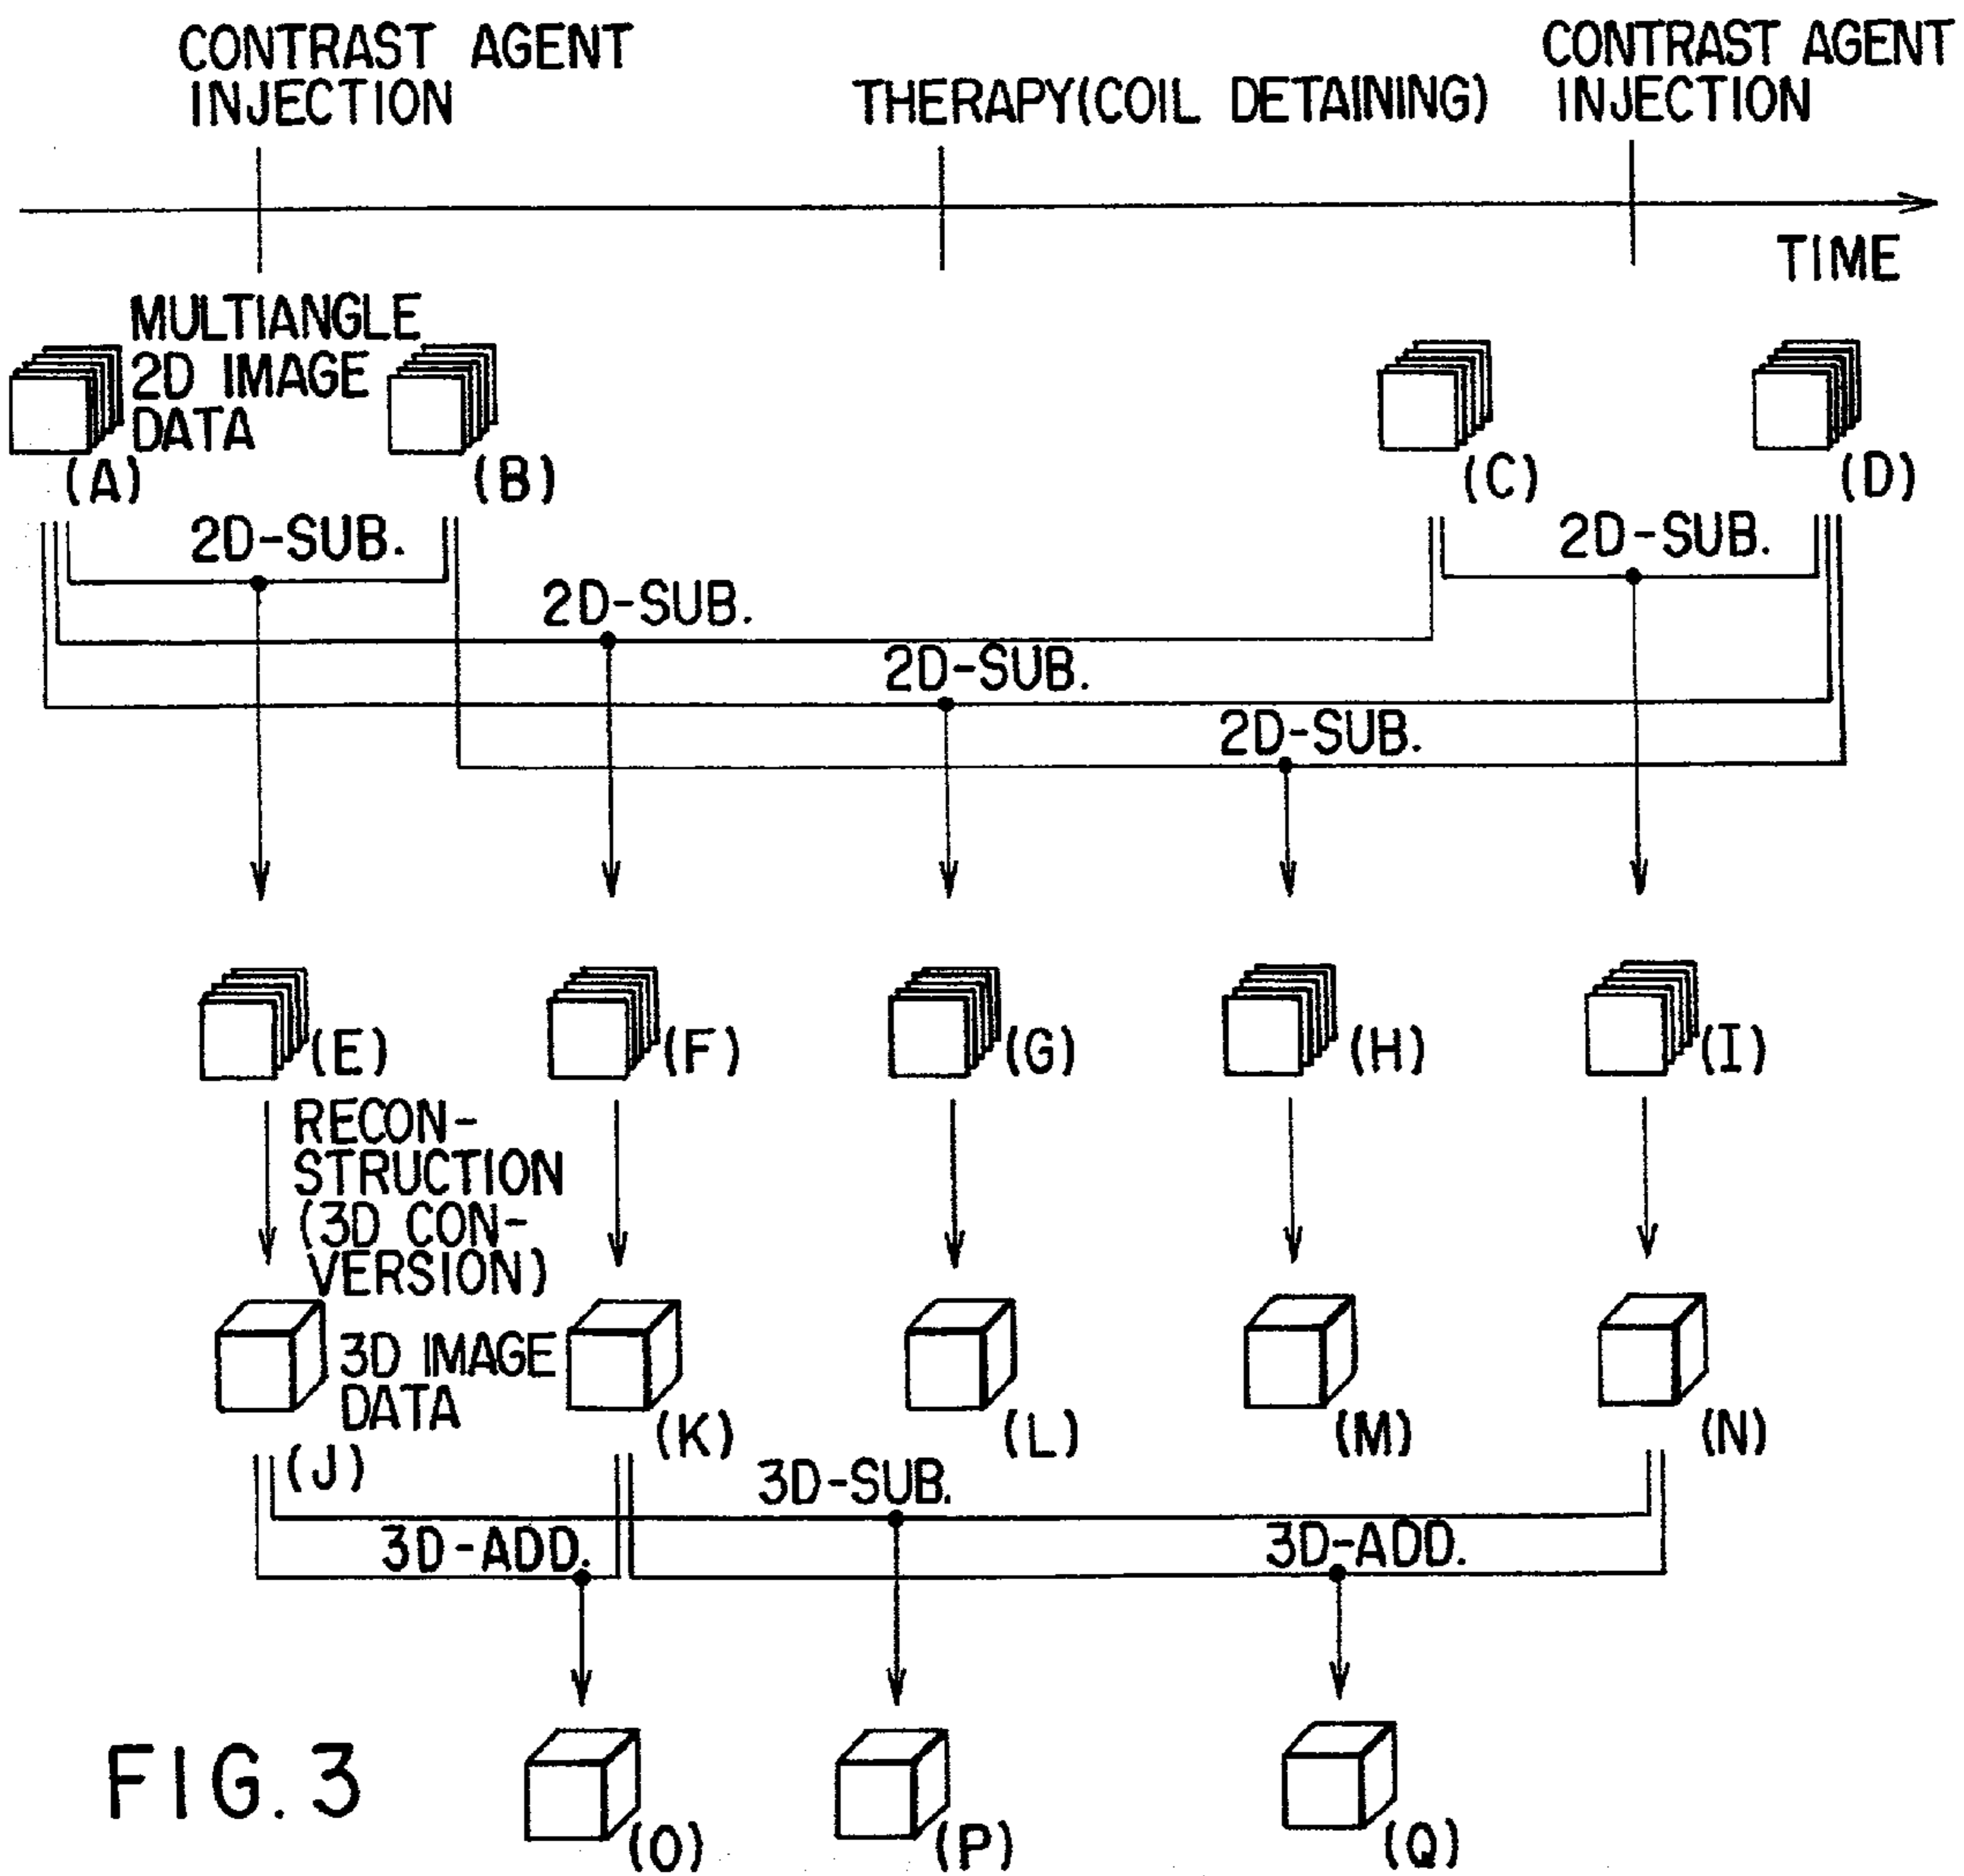 CONTRAST AGENT
INJECTION
THERAPY(COIL DETAINING)
CONTRAST AGENT
INJECTION
TIME
MULTIANGLE
2D IMAGE
DATA
(A)
(B)
(C)
(D)
2D-SUB.
2D-SUB.
2D-SUB.
2D-SUB.
2D-SUB.
(E)
(F)
(G)
(H)
(I)
RECON-
STRUCTION
(3D CON-
VERSION)
3D IMAGE
DATA
(J)
(K)
(L)
(M)
(N)
3D-SUB.
3D-ADD.
3D-ADD.
(O)
(P)
(Q)
FIG. 3